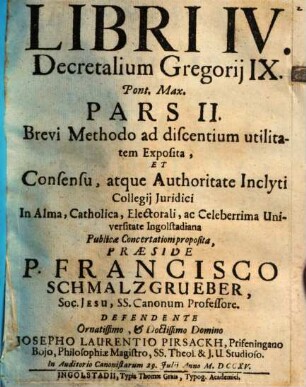 LIBRI IV.
Decretalium Gregorij IX.
Pont. Max.
PARS II.
Brevi Methodo ad discentium utilita-
tem Exposita,
ET
Consensu, atque Authoritate Inclyti
Collegij Juridici
In Alma, Catholica, Electorali, ac Celeberrima Uni-
versitate Ingolstadiana
Publicæ Concertationi proposita,
PRÆSIDE
P. FRANCISCO
SCHMALZGRUEBER,
Soc. JESU, SS. Canonum Professore.
DEFENDENTE
Ornatissimo, & Doctissimo Domino
JOSEPHO LAURENTIO PIRSACKH, Prifeningano
Bojo, Philosophiæ Magistro, SS. Theol. & J. U. Studioso.
In Auditorio Canonistarum 29. Julii Anno M. DCCXV.
INGOLSTADII, Typis Thomæ Grass, Typog. Academici.